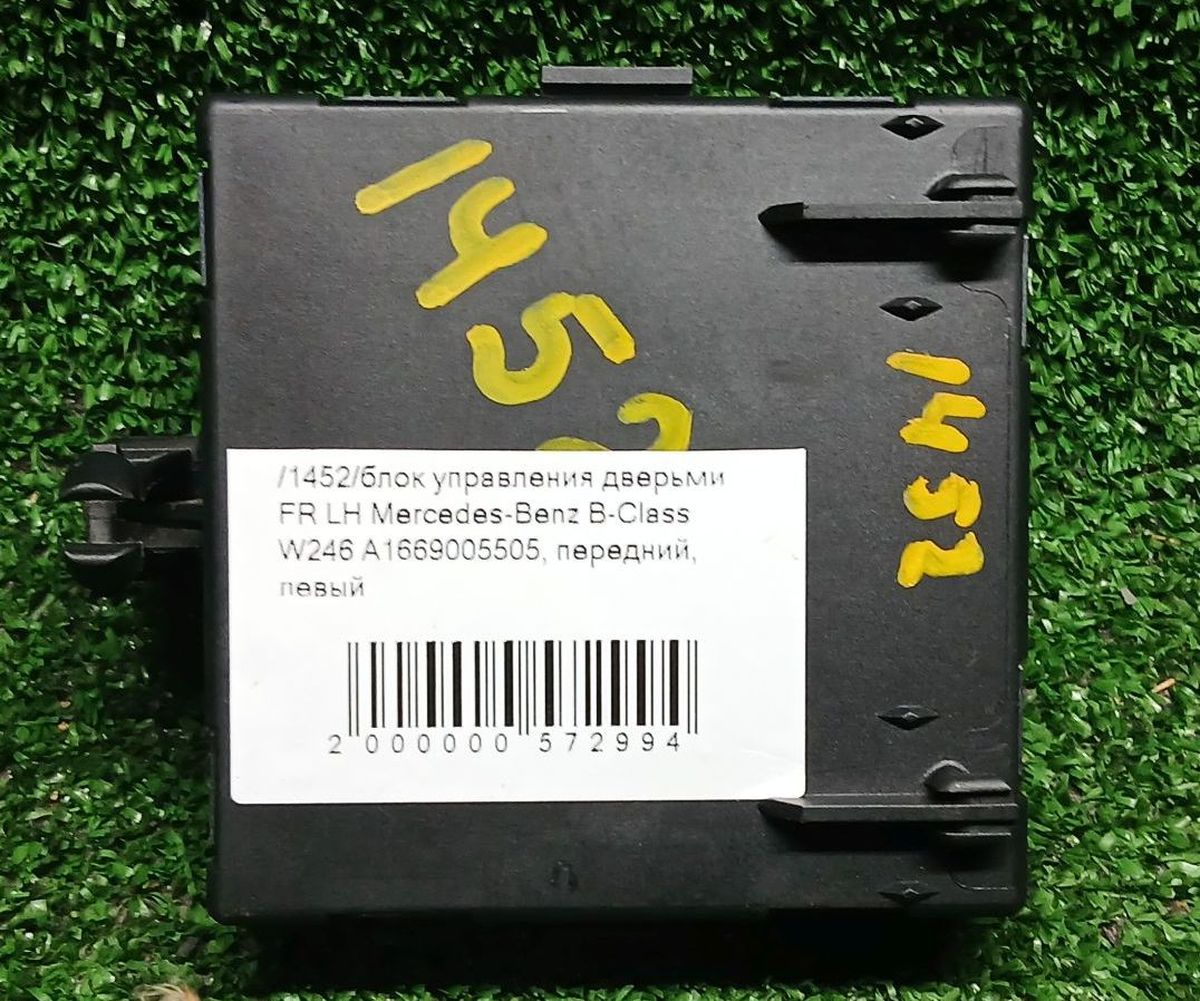 1452
1452
/1452/блок управления дверьми
FR LH Mercedes-Benz B-Class
W246 A1669005505, передний,
левый
2 000000 572994